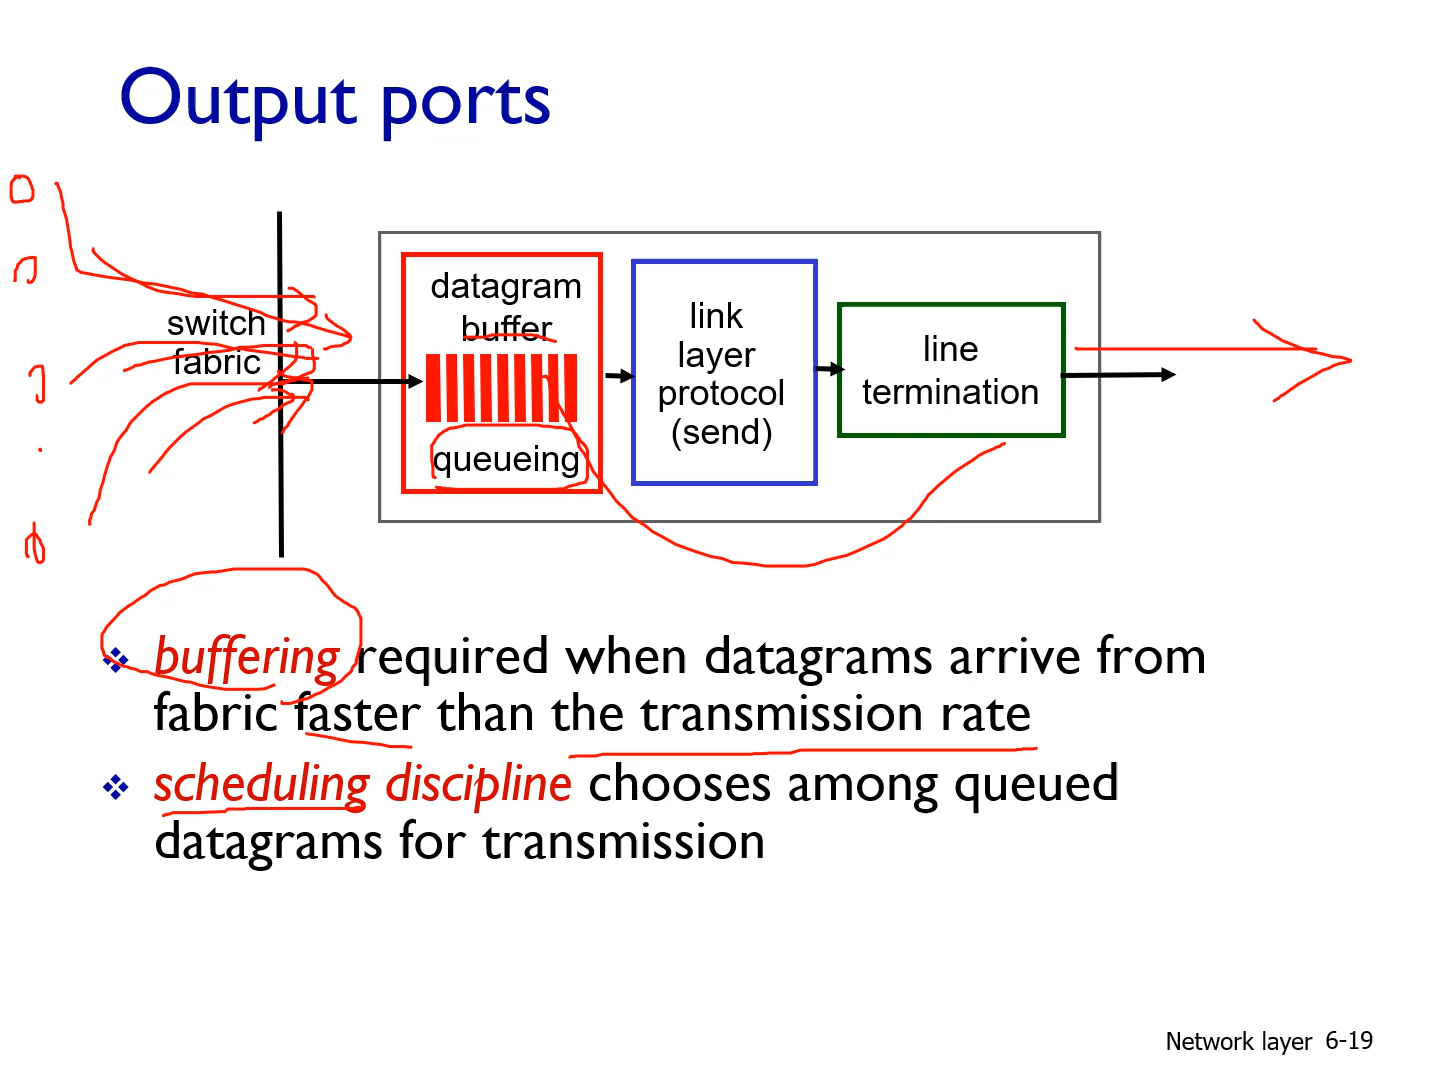 Output ports
switch
fabric
datagram
buffer
queueing
link
layer
protocol
(send)
line
termination
buffering required when datagrams arrive from
fabric faster than the transmission rate
scheduling discipline chooses among queued
datagrams for transmission
Network layer 6-19